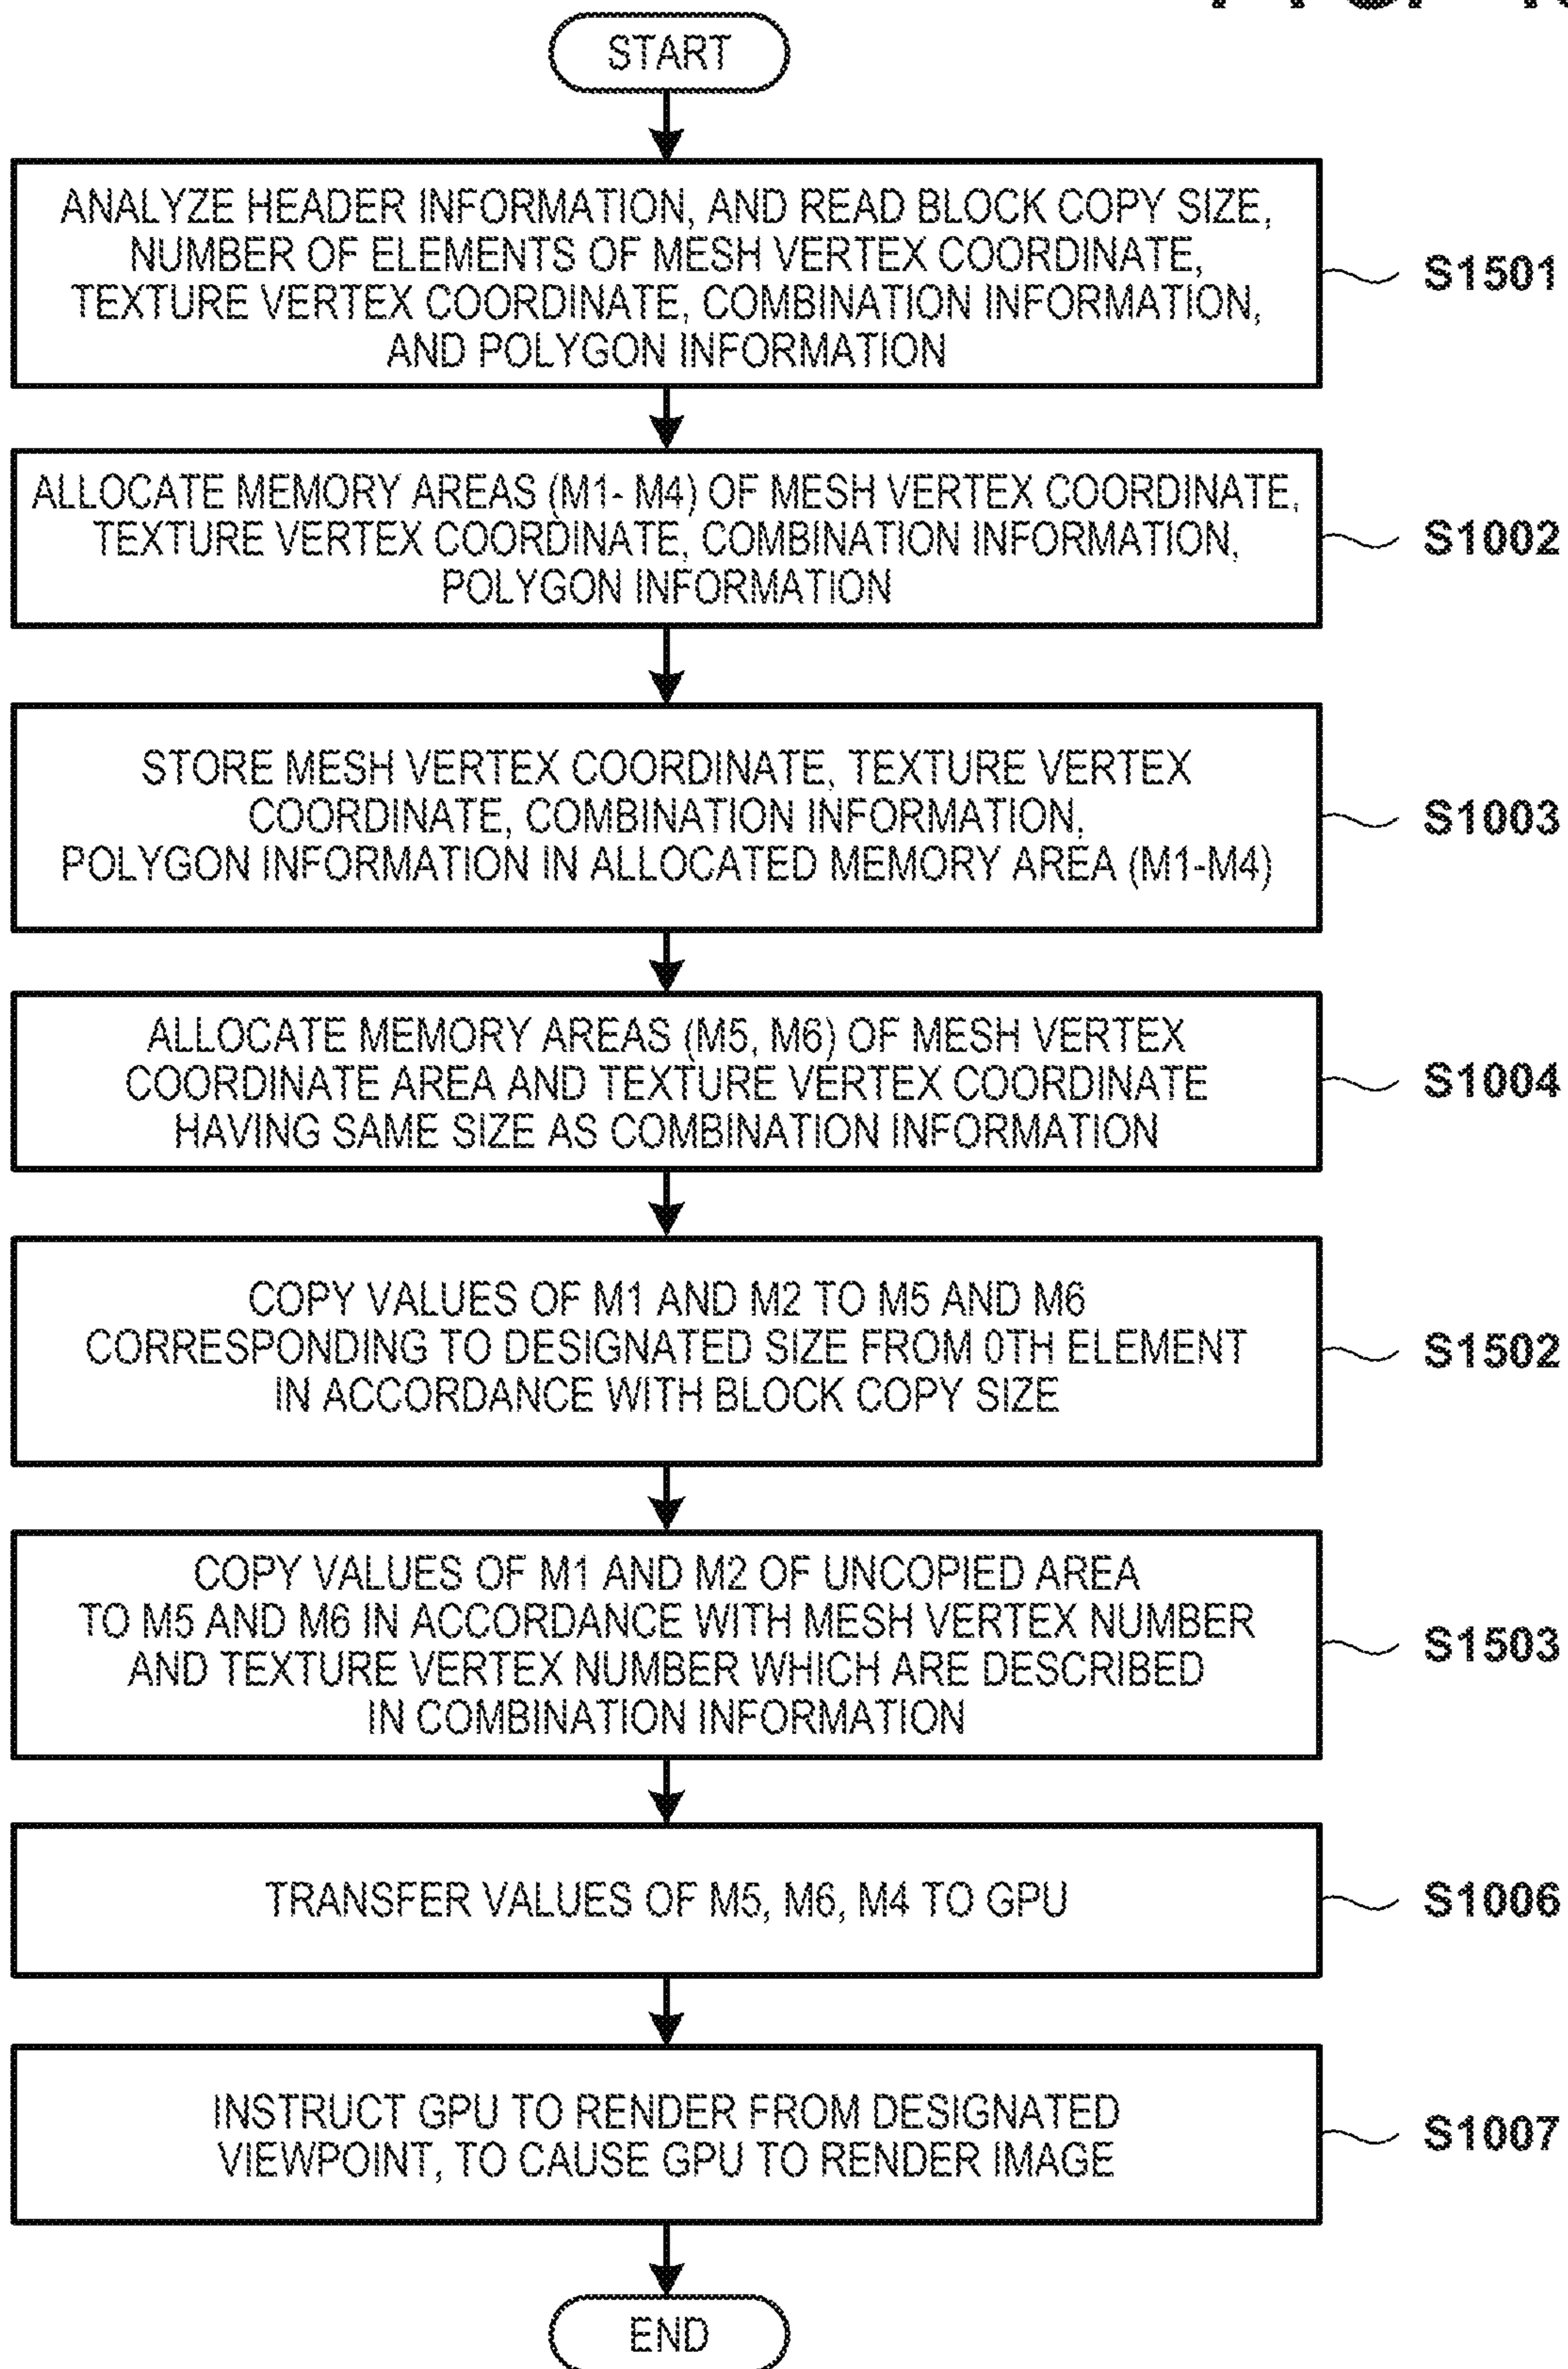 START
ANALYZE HEADER INFORMATION, AND READ BLOCK COPY SIZE,
NUMBER OF ELEMENTS OF MESH VERTEX COORDINATE,
TEXTURE VERTEX COORDINATE, COMBINATION INFORMATION,
AND POLYGON INFORMATION
S1501
ALLOCATE MEMORY AREAS (M1- M4) OF MESH VERTEX COORDINATE,
TEXTURE VERTEX COORDINATE, COMBINATION INFORMATION,
POLYGON INFORMATION
S1002
STORE MESH VERTEX COORDINATE, TEXTURE VERTEX
COORDINATE, COMBINATION INFORMATION,
POLYGON INFORMATION IN ALLOCATED MEMORY AREA (M1-M4)
S1003
ALLOCATE MEMORY AREAS (M5, M6) OF MESH VERTEX
COORDINATE AREA AND TEXTURE VERTEX COORDINATE
HAVING SAME SIZE AS COMBINATION INFORMATION
S1004
COPY VALUES OF M1 AND M2 TO M5 AND M6
CORRESPONDING TO DESIGNATED SIZE FROM 0TH ELEMENT
IN ACCORDANCE WITH BLOCK COPY SIZE
S1502
COPY VALUES OF M1 AND M2 OF UNCOPIED AREA
TO M5 AND M6 IN ACCORDANCE WITH MESH VERTEX NUMBER
AND TEXTURE VERTEX NUMBER WHICH ARE DESCRIBED
IN COMBINATION INFORMATION
S1503
TRANSFER VALUES OF M5, M6, M4 TO GPU
S1006
INSTRUCT GPU TO RENDER FROM DESIGNATED
VIEWPOINT, TO CAUSE GPU TO RENDER IMAGE
S1007
END